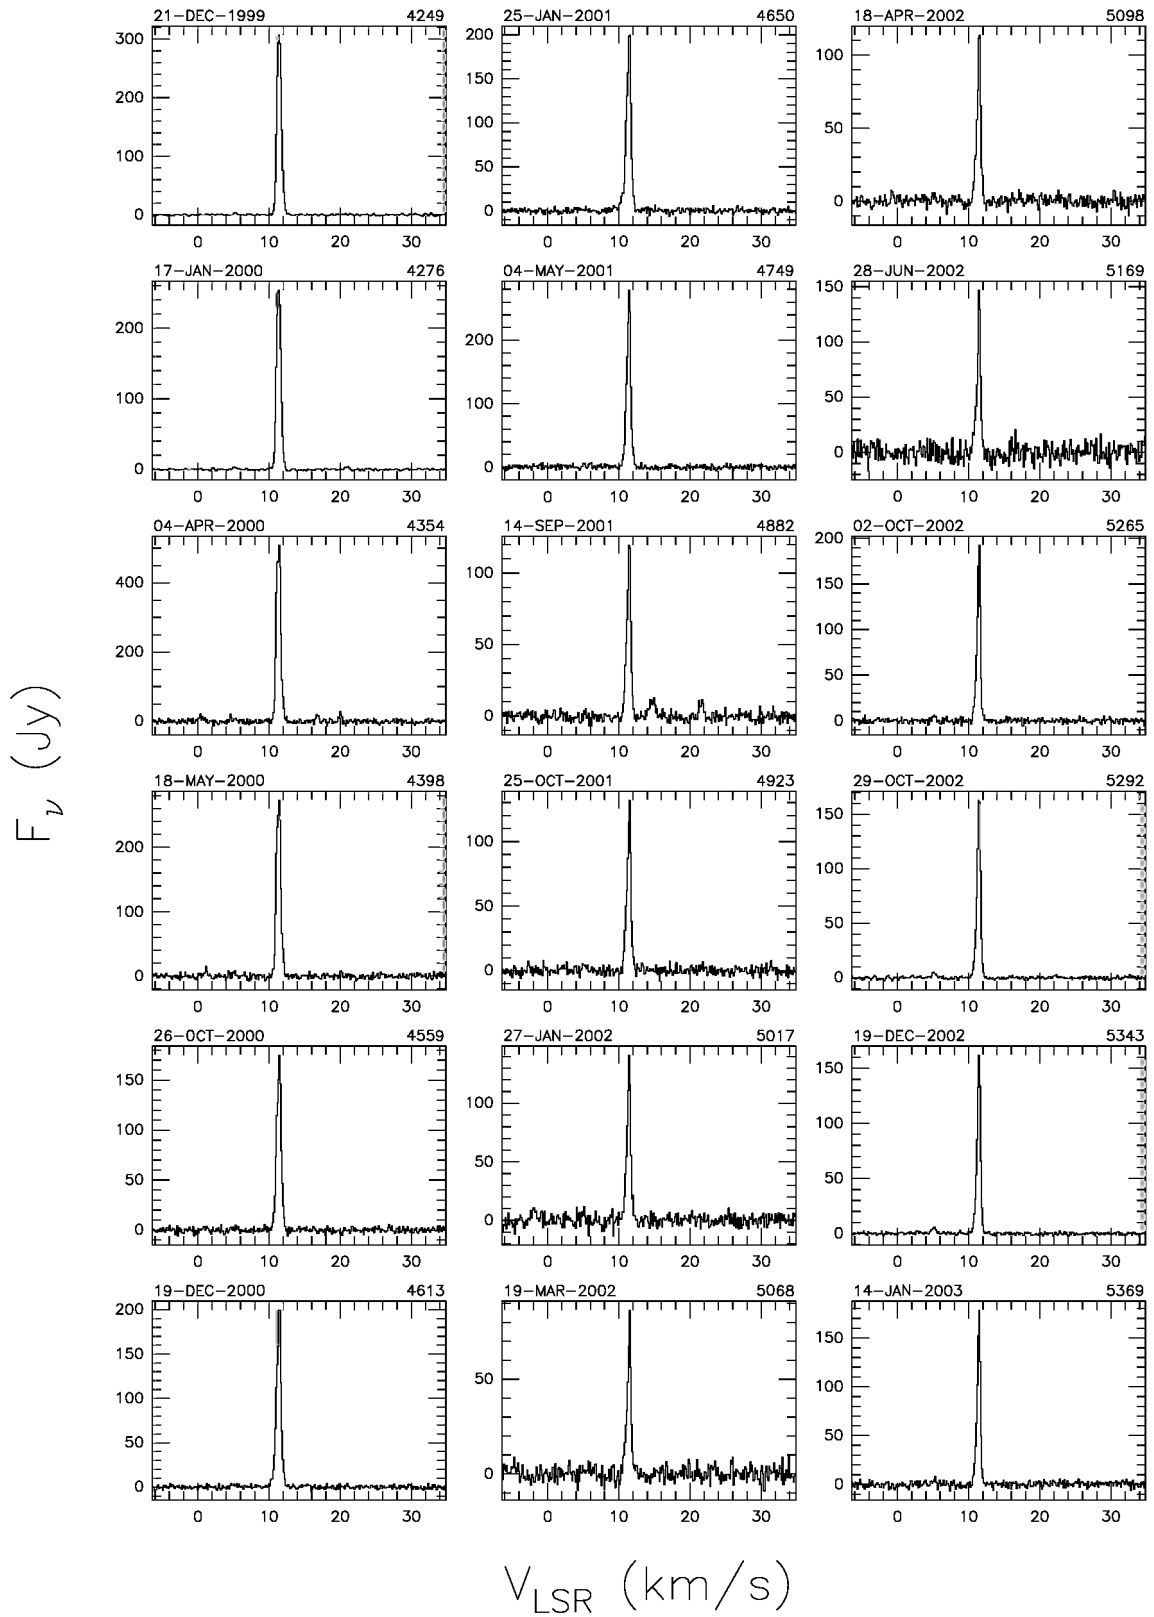 21-DEC-1999 4249 25-JAN-2001 4650 18-APR-2002 5098
300 200 100
200 150
100 50
100 50
0 0 0
0 10 20 30 0 10 20 30 0 10 20 30
17-JAN-2000 4276 04-MAY-2001 4749 28-JUN-2002 5169
200 200 150
100 100 100
50
0 0 0
0 10 20 30 0 10 20 30 0 10 20 30
04-APR-2000 4354 14-SEP-2001 4882 02-OCT-2002 5265
400 100 200
150
200 50 100
50
0 0 0
0 10 20 30 0 10 20 30 0 10 20 30
18-MAY-2000 4398 25-OCT-2001 4923 29-OCT-2002 5292
200 100 150
100
100 50 50
0 0 0
0 10 20 30 0 10 20 30 0 10 20 30
26-OCT-2000 4559 27-JAN-2002 5017 19-DEC-2002 5343
150 100 150
100 100
50 50 50
0 0 0
0 10 20 30 0 10 20 30 0 10 20 30
19-DEC-2000 4613 19-MAR-2002 5068 14-JAN-2003 5369
200
150 50 150
100 100
50 50
0 0 0
0 10 20 30 0 10 20 30 0 10 20 30
F_ν (Jy)
V_LSR (km/s)